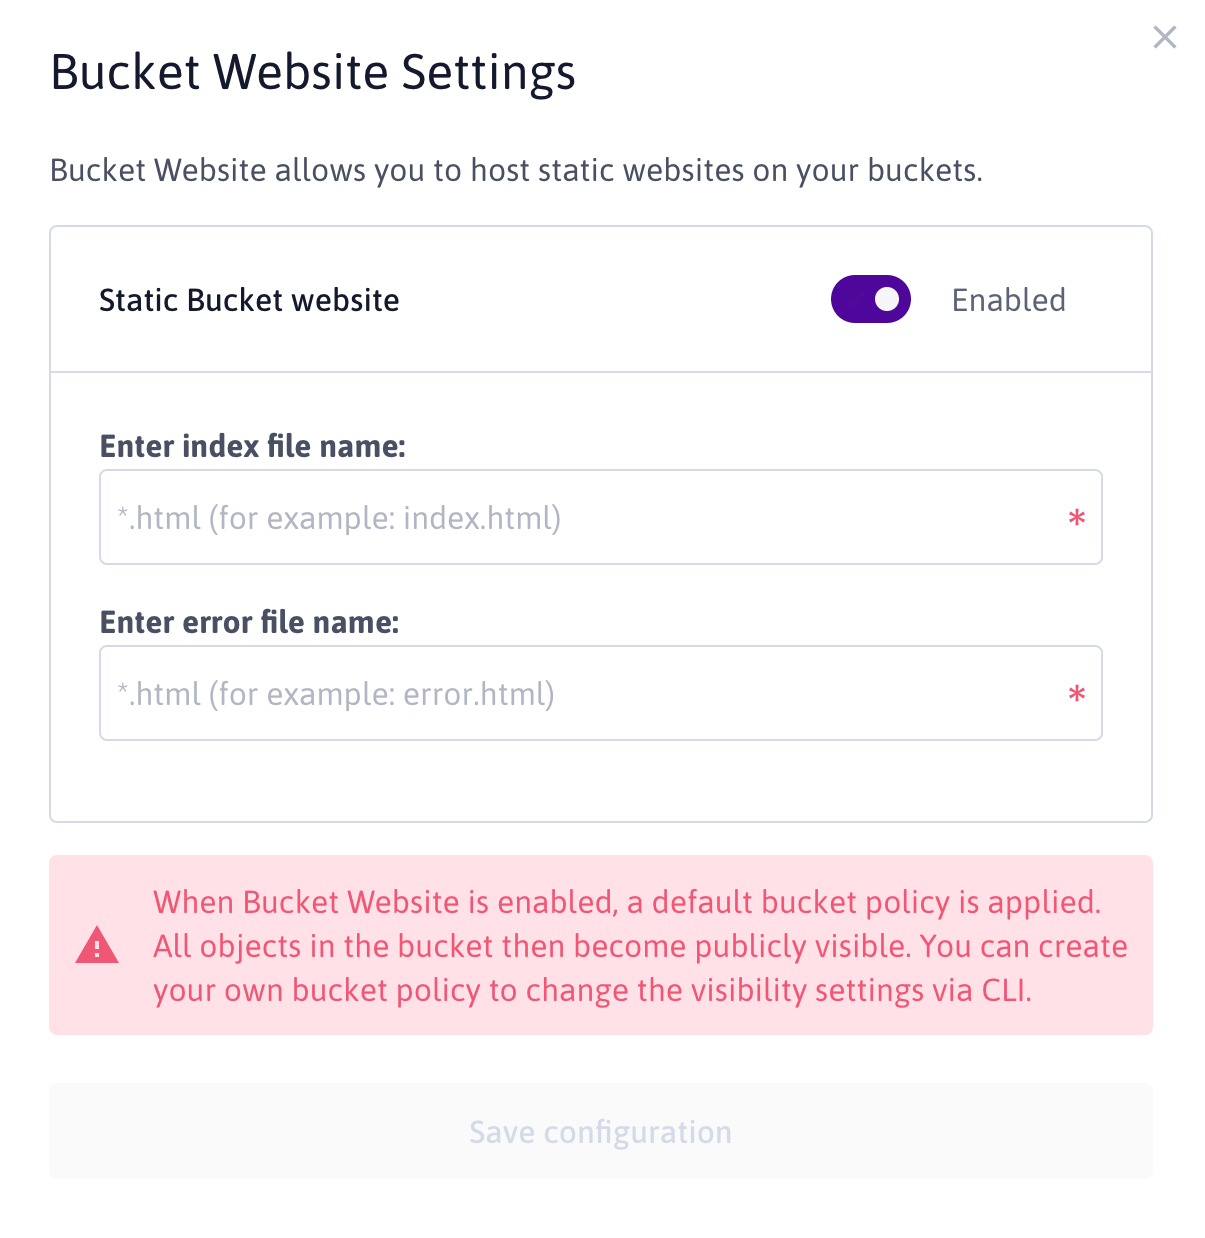 Bucket Website Settings
Bucket Website allows you to host static websites on your buckets.
Static Bucket website
Enabled
Enter index file name:
*.html (for example: index.html)
*
Enter error file name:
*.html (for example: error.html)
*
When Bucket Website is enabled, a default bucket policy is applied.
All objects in the bucket then become publicly visible. You can create
your own bucket policy to change the visibility settings via CLI.
Save configuration